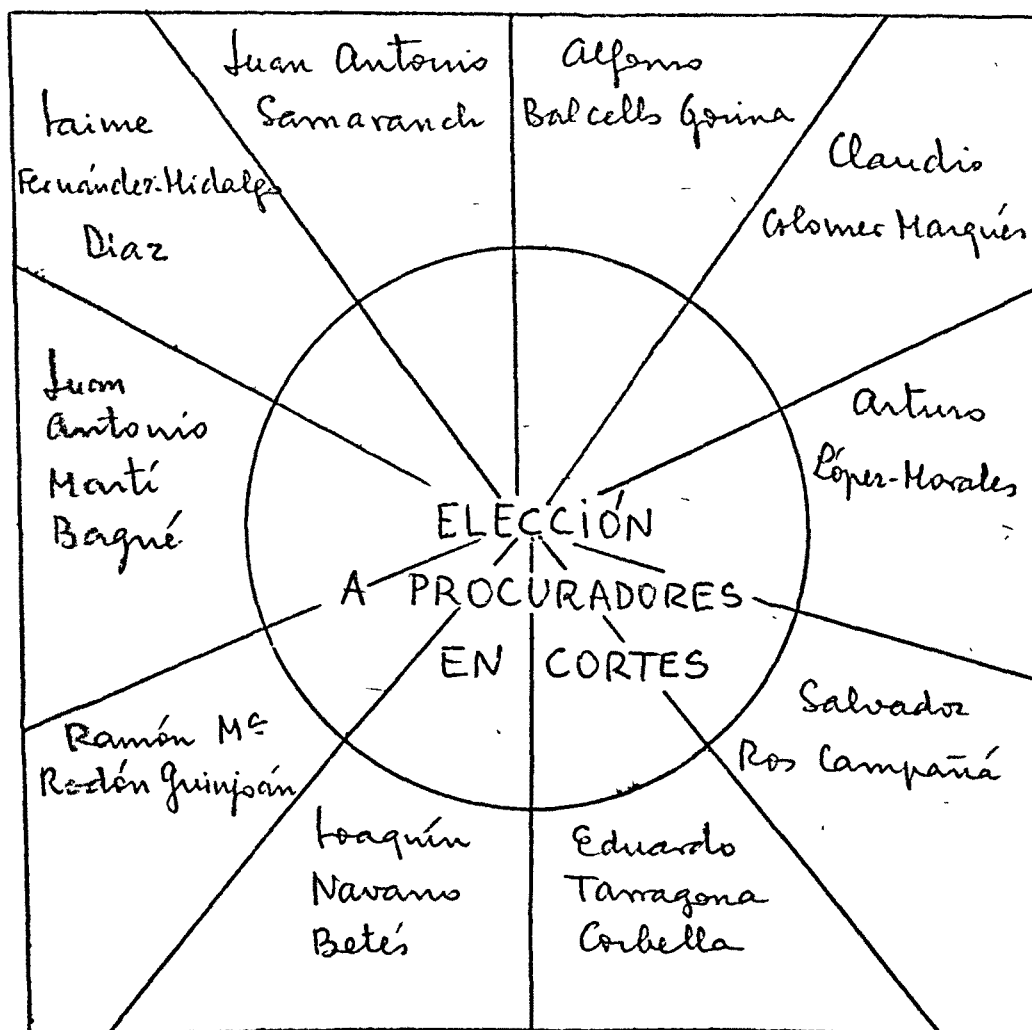 Juan Antonio
Samaranch
Alfonso
Balcells Gorina
Claudio
Colomer Marqués
Arturo
López-Morales
Salvador
Ros Campañá
Eduardo
Tarragona
Corbella
Joaquín
Navarro
Betés
Ramón Mª
Redón Guinjoán
Juan
Antonio
Martí
Bagué
Jaime
Fernández-Hidalgo
Diaz
ELECCIÓN
A PROCURADORES
EN CORTES